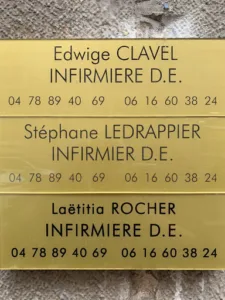 Edwige CLAVEL
INFIRMIERE D.E.
04 78 89 40 69 06 16 60 38 24
Stéphane LEDRAPPIER
INFIRMIER D.E.
04 78 89 40 69 06 16 60 38 24
Laëtitia ROCHER
INFIRMIERE D.E.
04 78 89 40 69 06 16 60 38 24